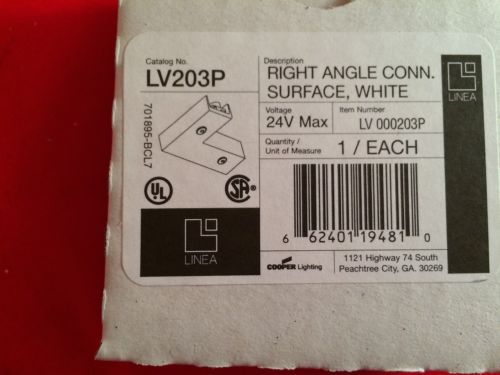 Catalog No.
LV203P
701895-BCL7
UL
SA
LINEA
Description
RIGHT ANGLE CONN.
SURFACE, WHITE
Voltage
24V Max
Item Number
LV 000203P
Quantity /
Unit of Measure
1 / EACH
LINEA
6 62401 19481 0
COOPER Lighting
1121 Highway 74 South
Peachtree City, GA. 30269